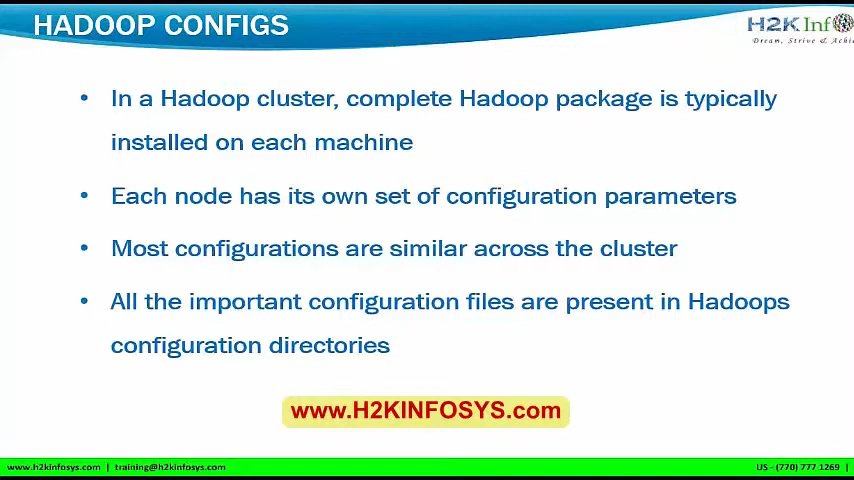 HADOOP CONFIGS
H2K Inf
Dream, Strive & Achi
• In a Hadoop cluster, complete Hadoop package is typically
installed on each machine
• Each node has its own set of configuration parameters
• Most configurations are similar across the cluster
• All the important configuration files are present in Hadoops
configuration directories
www.H2KINFOSYS.com
www.h2kinfosys.com | training@h2kinfosys.com
US - (770) 777 1269 |